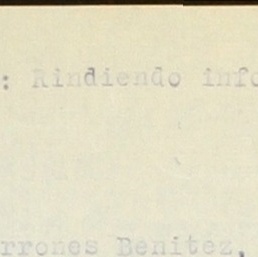 : Rindiendo info
rrones Benitez,